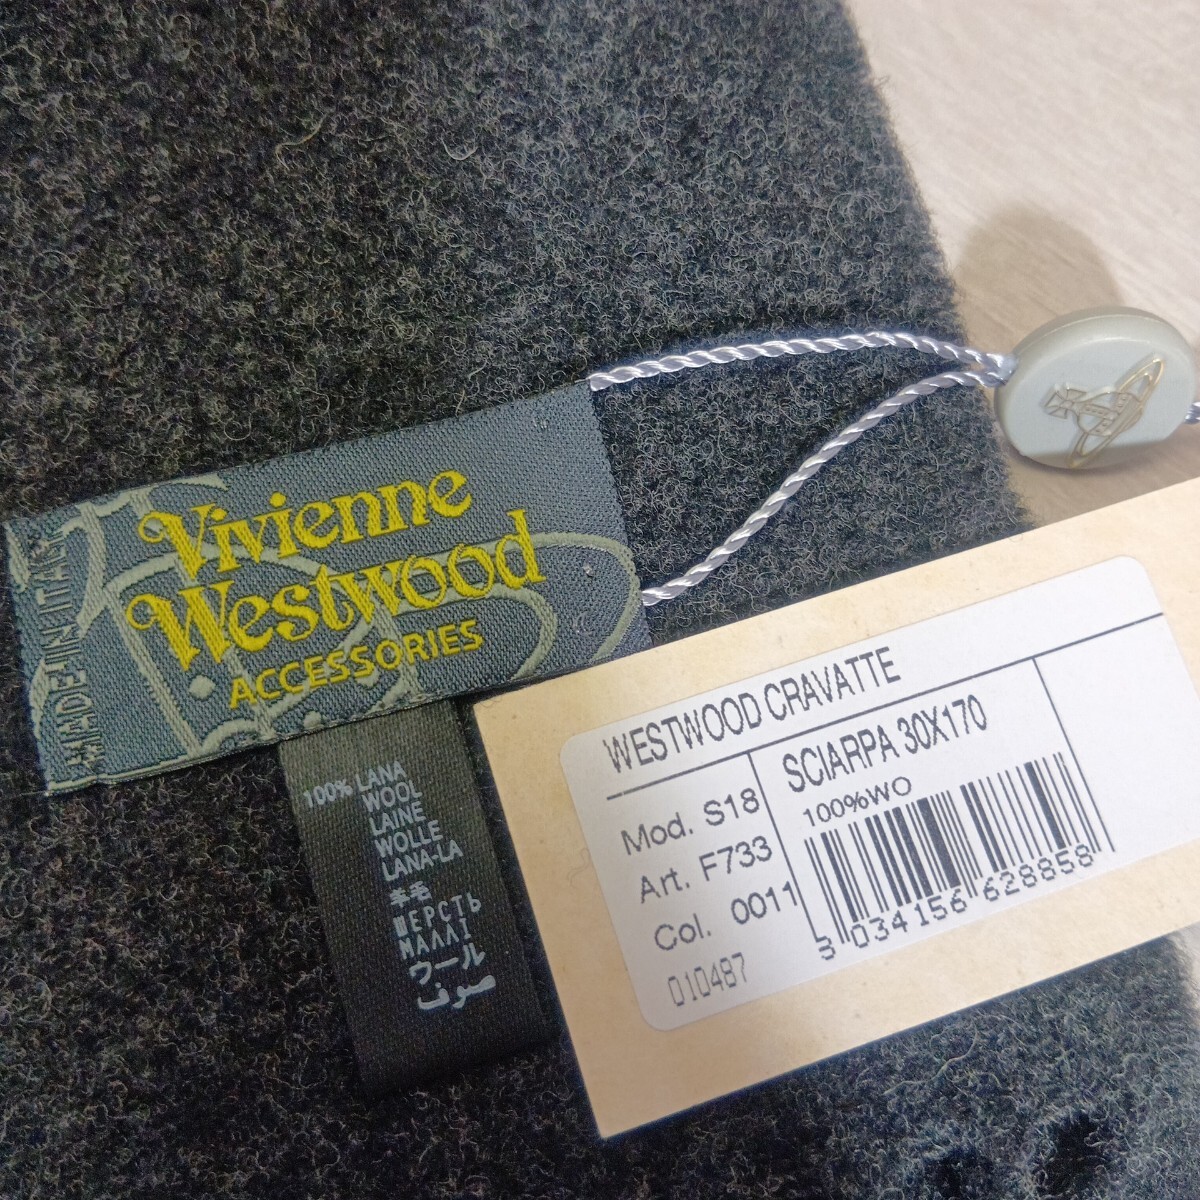 Vivienne
Westwood
ACCESSORIES
MADE IN ITALY
100% LANA
WOOL
LAINE
WOLLE
LANA-LA
羊毛
ШЕРСТЬ
ΜΑΛΛΙ
ウール
صوف
WESTWOOD CRAVATTE
Mod. S18
Art. F733
Col. 0011
010487
SCIARPA 30X170
100%WO
3 034156 628858